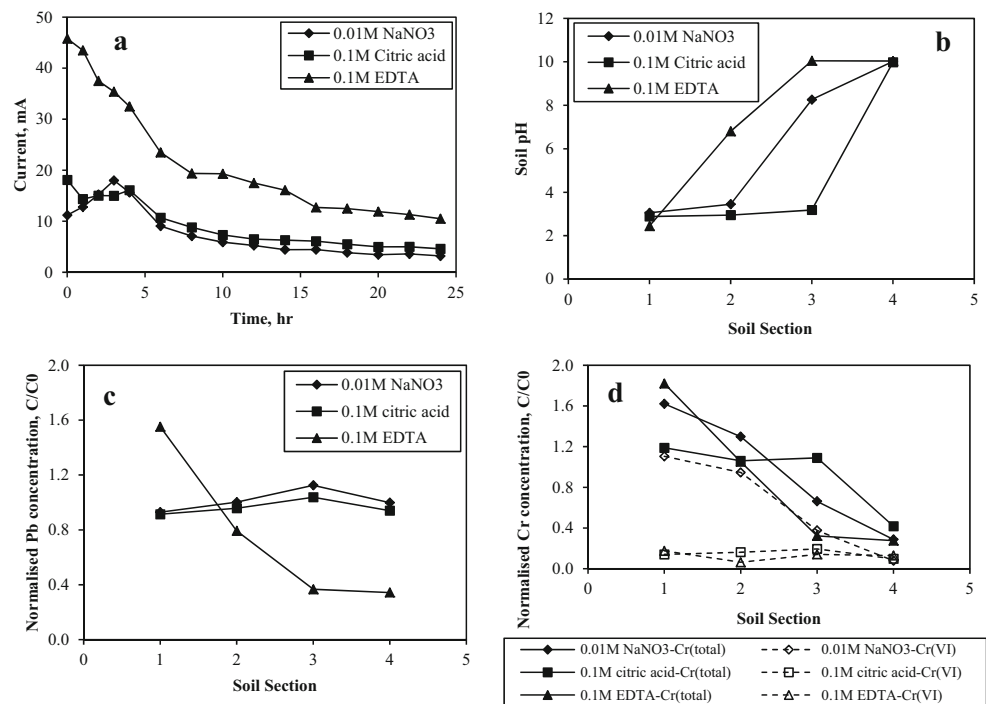 a
0.01M NaNO3
0.1M Citric acid
0.1M EDTA
50
40
30
20
10
0
Current, mA
0 5 10 15 20 25
Time, hr
b
0.01M NaNO3
0.1M Citric acid
0.1M EDTA
12
10
8
6
4
2
0
Soil pH
0 1 2 3 4 5
Soil Section
c
0.01M NaNO3
0.1M citric acid
0.1M EDTA
2.0
1.6
1.2
0.8
0.4
0.0
Normalised Pb concentration, C/C0
0 1 2 3 4 5
Soil Section
d
2.0
1.6
1.2
0.8
0.4
0.0
Normalised Cr concentration, C/C0
0 1 2 3 4 5
Soil Section
0.01M NaNO3-Cr(total) 0.01M NaNO3-Cr(VI)
0.1M citric acid-Cr(total) 0.1M citric acid-Cr(VI)
0.1M EDTA-Cr(total) 0.1M EDTA-Cr(VI)